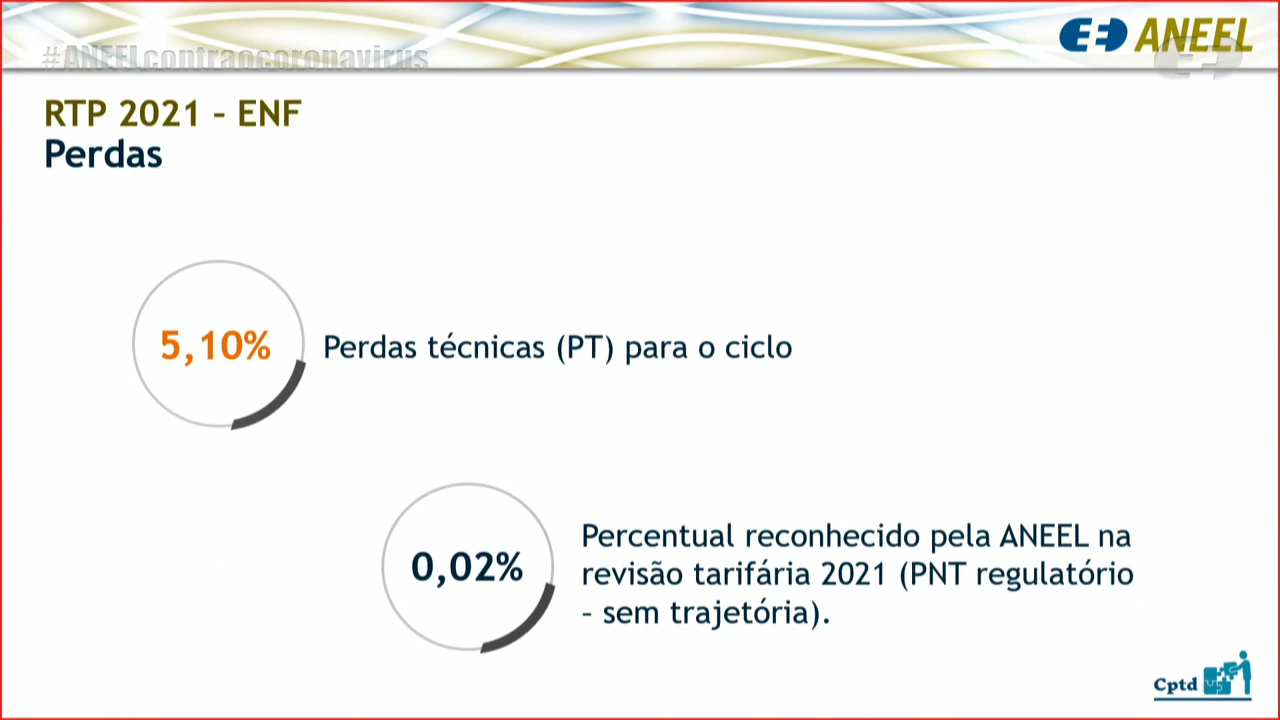 ANEEL
#ANEELcontraocoronavirus
RTP 2021 – ENF
Perdas
5,10%
Perdas técnicas (PT) para o ciclo
0,02%
Percentual reconhecido pela ANEEL na
revisão tarifária 2021 (PNT regulatório
– sem trajetória).
Cptd